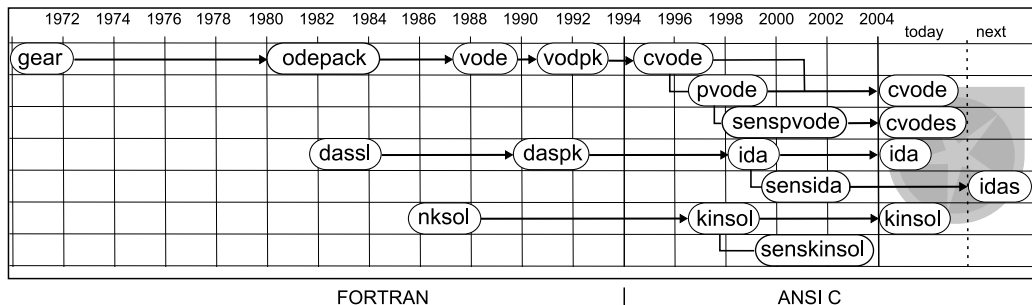 1972 1974 1976 1978 1980 1982 1984 1986 1988 1990 1992 1994 1996 1998 2000 2002 2004
today next
gear odepack vode vodpk cvode
pvode cvode
senspvode cvodes
dassl daspk ida ida
sensida idas
nksol kinsol kinsol
senskinsol
FORTRAN ANSI C